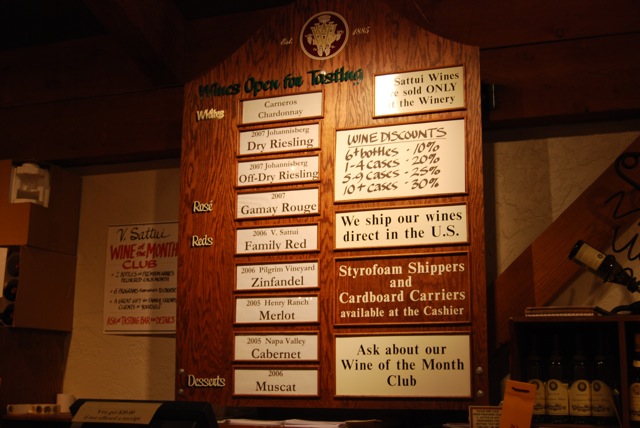 Est. 1885
Wines Open for Tasting
Whites
Carneros
Chardonnay
2007 Johannisberg
Dry Riesling
2007 Johannisberg
Off-Dry Riesling
Rosé
2007
Gamay Rouge
Reds
2006 V. Sattui
Family Red
2006 Pilgrim Vineyard
Zinfandel
2005 Henry Ranch
Merlot
2005 Napa Valley
Cabernet
Desserts
2006
Muscat
Sattui Wines
sold ONLY
the Winery
WINE DISCOUNTS
6+ bottles - 10%
1-4 cases - 20%
5-9 cases - 25%
10+ cases - 30%
We ship our wines
direct in the U.S.
Styrofoam Shippers
and
Cardboard Carriers
available at the Cashier
Ask about our
Wine of the Month
Club
V. Sattui
WINE of the MONTH
CLUB
ASK at TASTING BAR for DETAILS